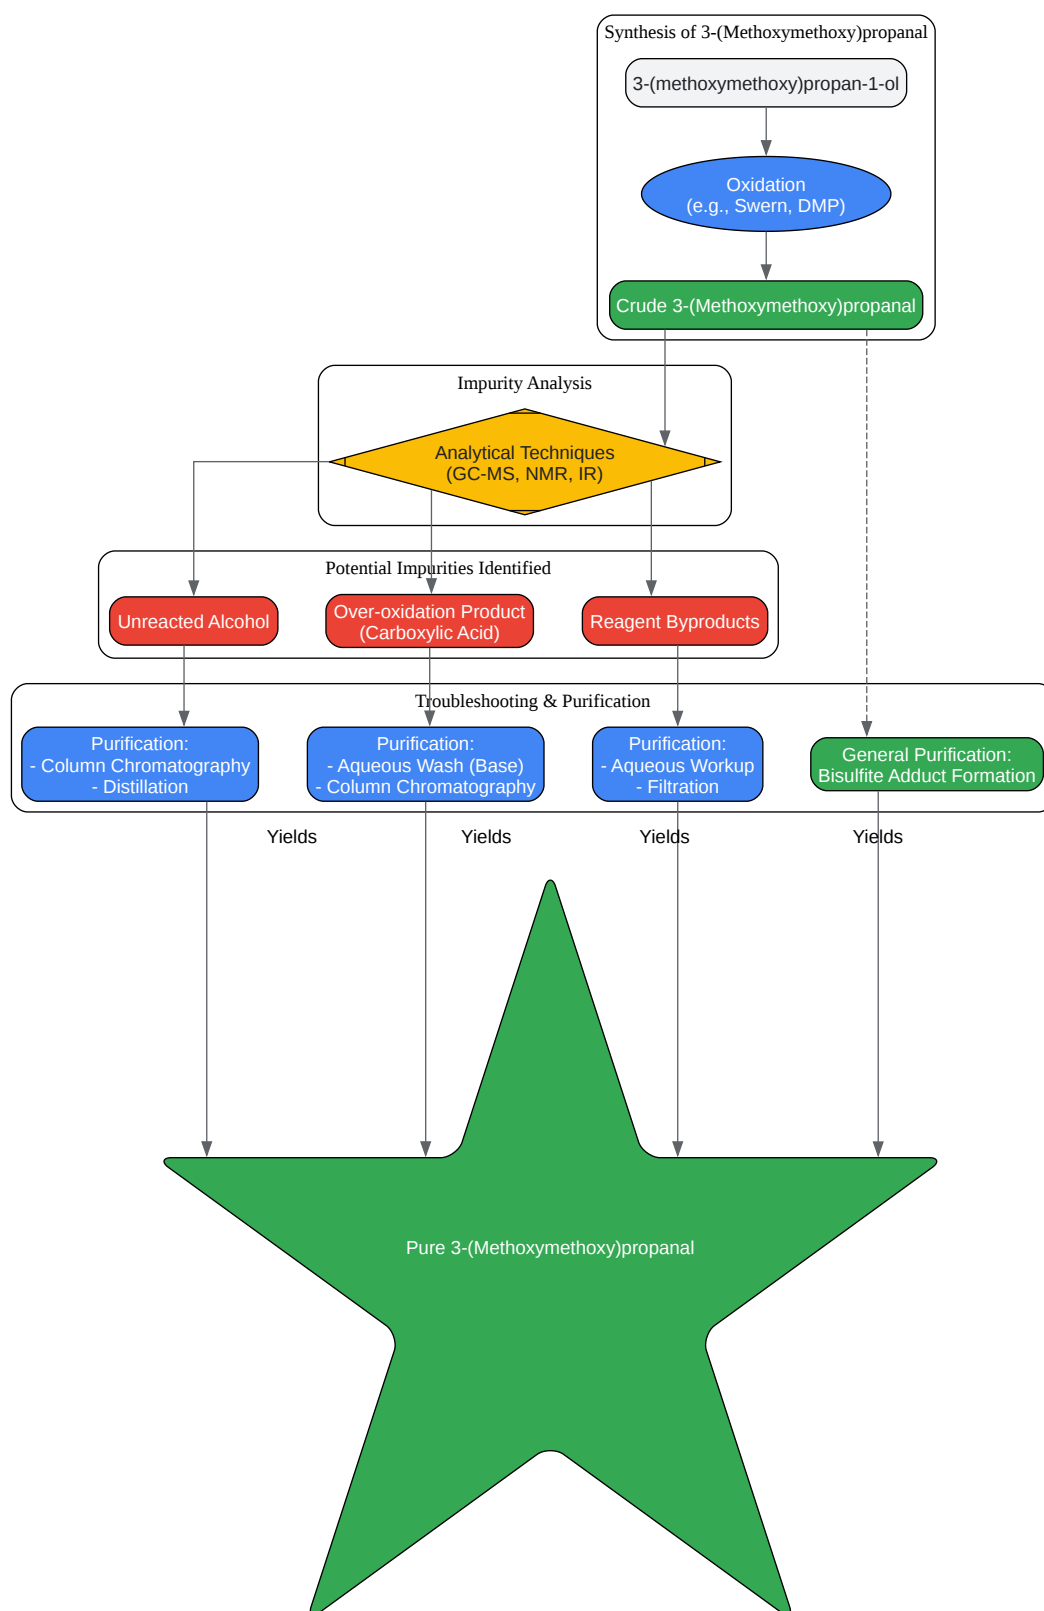 Synthesis of 3-(Methoxymethoxy)propanal
3-(methoxymethoxy)propan-1-ol
Oxidation
(e.g., Swern, DMP)
Crude 3-(Methoxymethoxy)propanal
Impurity Analysis
Analytical Techniques
(GC-MS, NMR, IR)
Potential Impurities Identified
Unreacted Alcohol
Over-oxidation Product
(Carboxylic Acid)
Reagent Byproducts
Troubleshooting & Purification
Purification:
- Column Chromatography
- Distillation
Purification:
- Aqueous Wash (Base)
- Column Chromatography
Purification:
- Aqueous Workup
- Filtration
General Purification:
Bisulfite Adduct Formation
Yields
Yields
Yields
Yields
Pure 3-(Methoxymethoxy)propanal